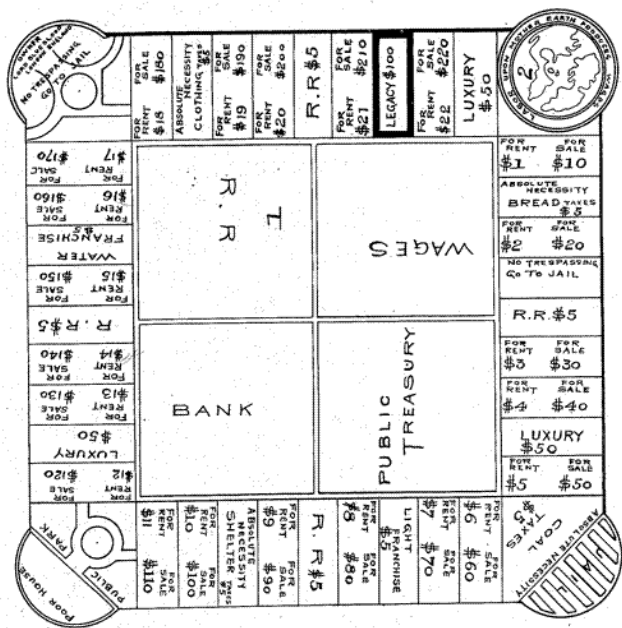 LABOR UPON MOTHER EARTH PRODUCES WAGES
FOR RENT $1
FOR SALE $10
ABSOLUTE NECESSITY
BREAD TAXES
$5
FOR RENT $2
FOR SALE $20
NO TRESPASSING
GO TO JAIL
R.R. $5
FOR RENT $3
FOR SALE $30
FOR RENT $4
FOR SALE $40
LUXURY
$50
FOR RENT $5
FOR SALE $50
ABSOLUTE NECESSITY
COAL
TAXES
$5
JAIL
FOR RENT $6
FOR SALE $60
FOR RENT $7
FOR SALE $70
LIGHT
FRANCHISE
$5
FOR RENT $8
FOR SALE $80
R.R $5
FOR RENT $9
FOR SALE $90
ABSOLUTE
NECESSITY
SHELTER TAXES
$5
FOR RENT $10
FOR SALE $100
FOR RENT $11
FOR SALE $110
PUBLIC
PARK
POOR HOUSE
FOR RENT $12
FOR SALE $120
LUXURY
$50
FOR RENT $13
FOR SALE $130
FOR RENT $14
FOR SALE $140
R.R. $5
FOR RENT $15
FOR SALE $150
WATER
FRANCHISE
$5
FOR RENT $16
FOR SALE $160
FOR RENT $17
FOR SALE $170
OWNER
NO TRESPASSING
GO TO JAIL
FOR RENT $18
FOR SALE $180
ABSOLUTE NECESSITY
CLOTHING TAXES
$5
FOR RENT $19
FOR SALE $190
FOR RENT $20
FOR SALE $200
R.R $5
FOR RENT $21
FOR SALE $210
LEGACY $100
FOR RENT $22
FOR SALE $220
LUXURY
$50
R.R
WAGES
BANK
PUBLIC
TREASURY